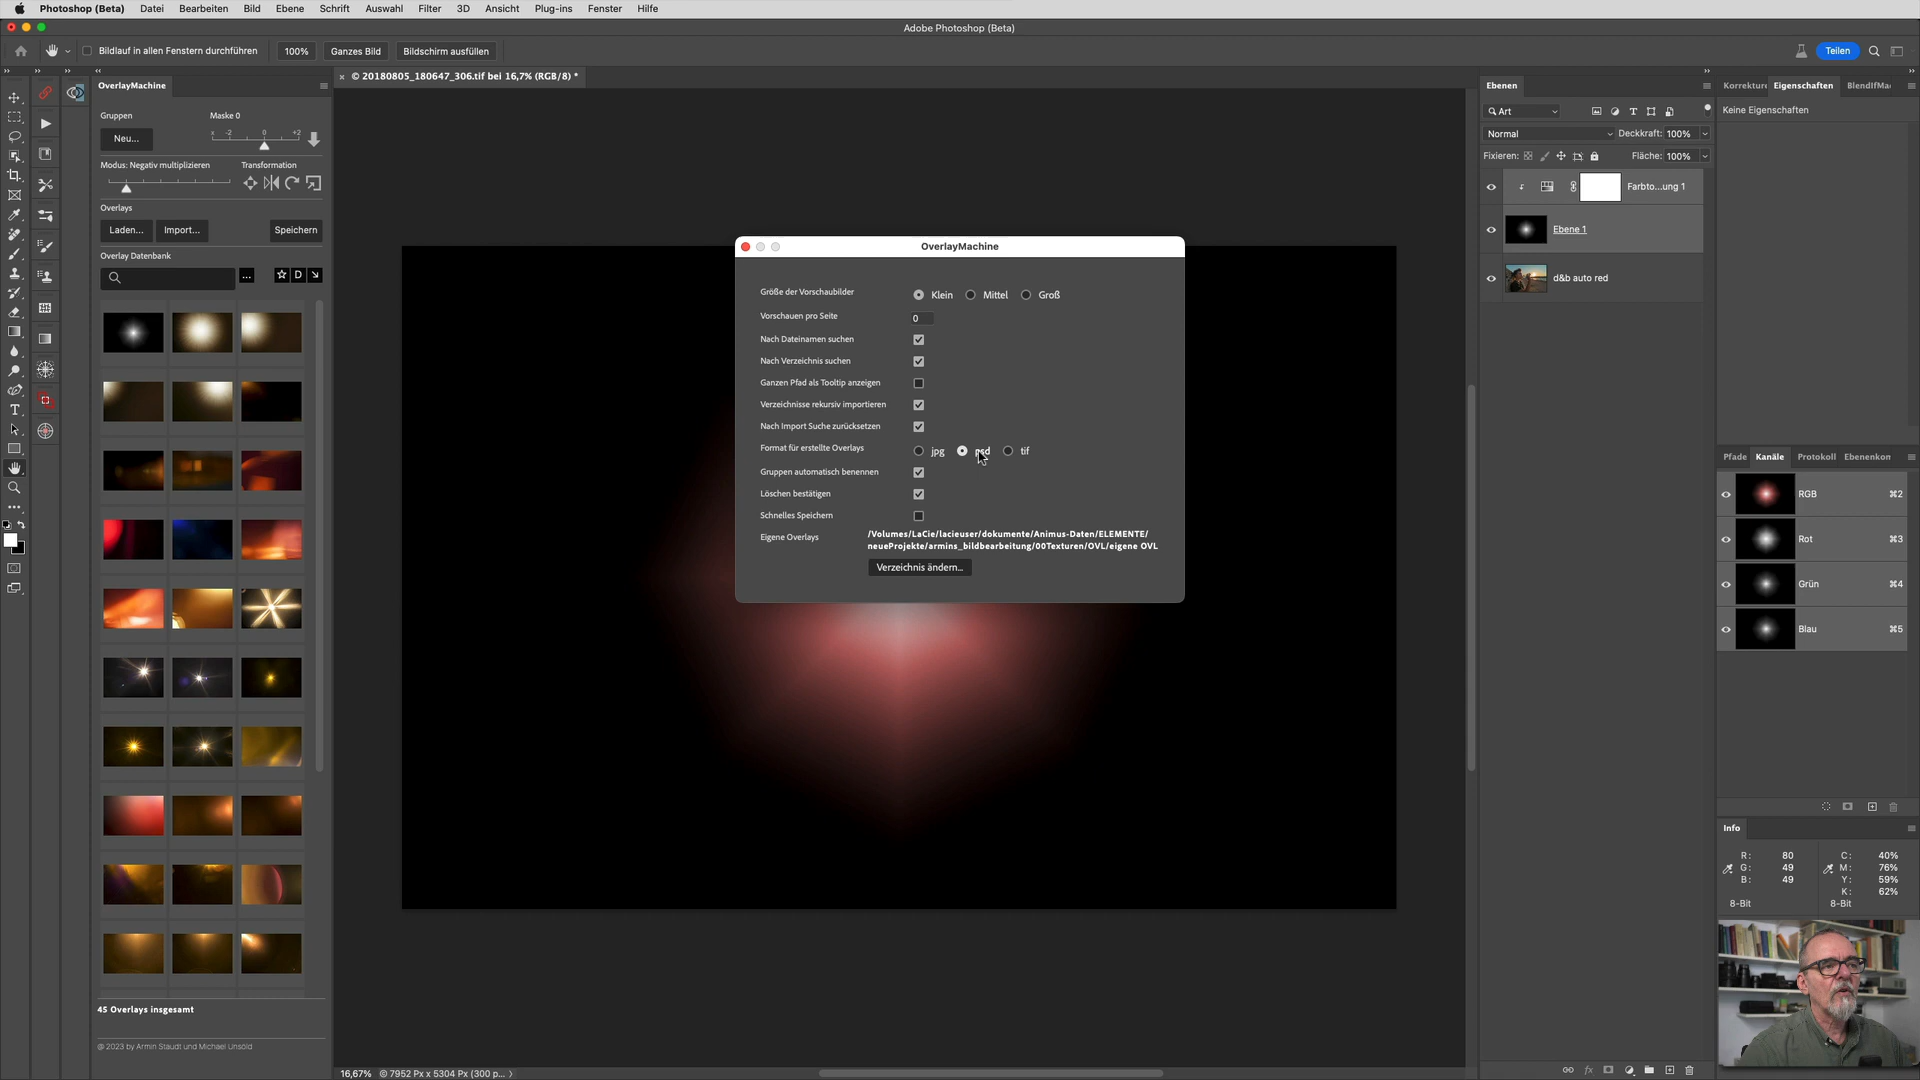 Photoshop (Beta) Datei Bearbeiten Bild Ebene Schrift Auswahl Filter 3D Ansicht Plug-ins Fenster Hilfe
Adobe Photoshop (Beta)
Bildlauf in allen Fenstern durchführen 100% Ganzes Bild Bildschirm ausfüllen Teilen
OverlayMachine
Gruppen Maske 0
Neu...
x -2 0 +2
Modus: Negativ multiplizieren Transformation
Overlays
Laden... Import... Speichern
Overlay Datenbank
... D
45 Overlays insgesamt
@ 2023 by Armin Staudt und Michael Unsöld
© 20180805_180647_306.tif bei 16,7% (RGB/8) *
OverlayMachine
Größe der Vorschaubilder Klein Mittel Groß
Vorschauen pro Seite 0
Nach Dateinamen suchen
Nach Verzeichnis suchen
Ganzen Pfad als Tooltip anzeigen
Verzeichnisse rekursiv importieren
Nach Import Suche zurücksetzen
Format für erstellte Overlays jpg psd tif
Gruppen automatisch benennen
Löschen bestätigen
Schnelles Speichern
Eigene Overlays /Volumes/LaCie/lacieuser/dokumente/Animus-Daten/ELEMENTE/
neueProjekte/armins_bildbearbeitung/00Texturen/OVL/eigene OVL
Verzeichnis ändern...
16,67% © 7952 Px x 5304 Px (300 p...
Ebenen
Art
Normal Deckkraft: 100%
Fixieren: Fläche: 100%
Farbto...ung 1
Ebene 1
d&b auto red
Korrekture Eigenschaften BlendIfMa
Keine Eigenschaften
Pfade Kanäle Protokoll Ebenenkon
RGB ⌘2
Rot ⌘3
Grün ⌘4
Blau ⌘5
Info
R: 80 C: 40%
G: 49 M: 76%
B: 49 Y: 59%
K: 62%
8-Bit 8-Bit
fx